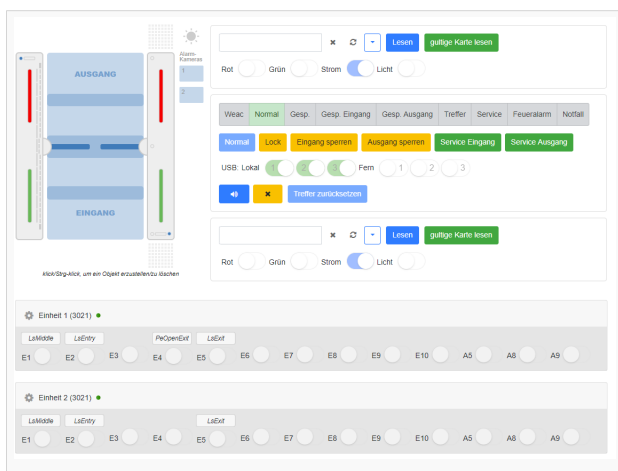 Lesen gultige Karte lesen
Rot Grün Strom Licht
Alarm-
Kameras
1
2
AUSGANG
EINGANG
klick/Strg-klick, um ein Objekt erzustellen/zu löschen
Weac Normal Gesp. Gesp. Eingang Gesp. Ausgang Treffer Service Feueralarm Notfall
Normal Lock Eingang sperren Ausgang sperren Service Eingang Service Ausgang
USB: Lokal 1 2 3 Fern 1 2 3
Treffer zurücksetzen
Lesen gultige Karte lesen
Rot Grün Strom Licht
Einheit 1 (3021)
LsMiddle LsEntry PeOpenExit LsExit
E1 E2 E3 E4 E5 E6 E7 E8 E9 E10 A5 A8 A9
Einheit 2 (3021)
LsMiddle LsEntry LsExit
E1 E2 E3 E4 E5 E6 E7 E8 E9 E10 A5 A8 A9